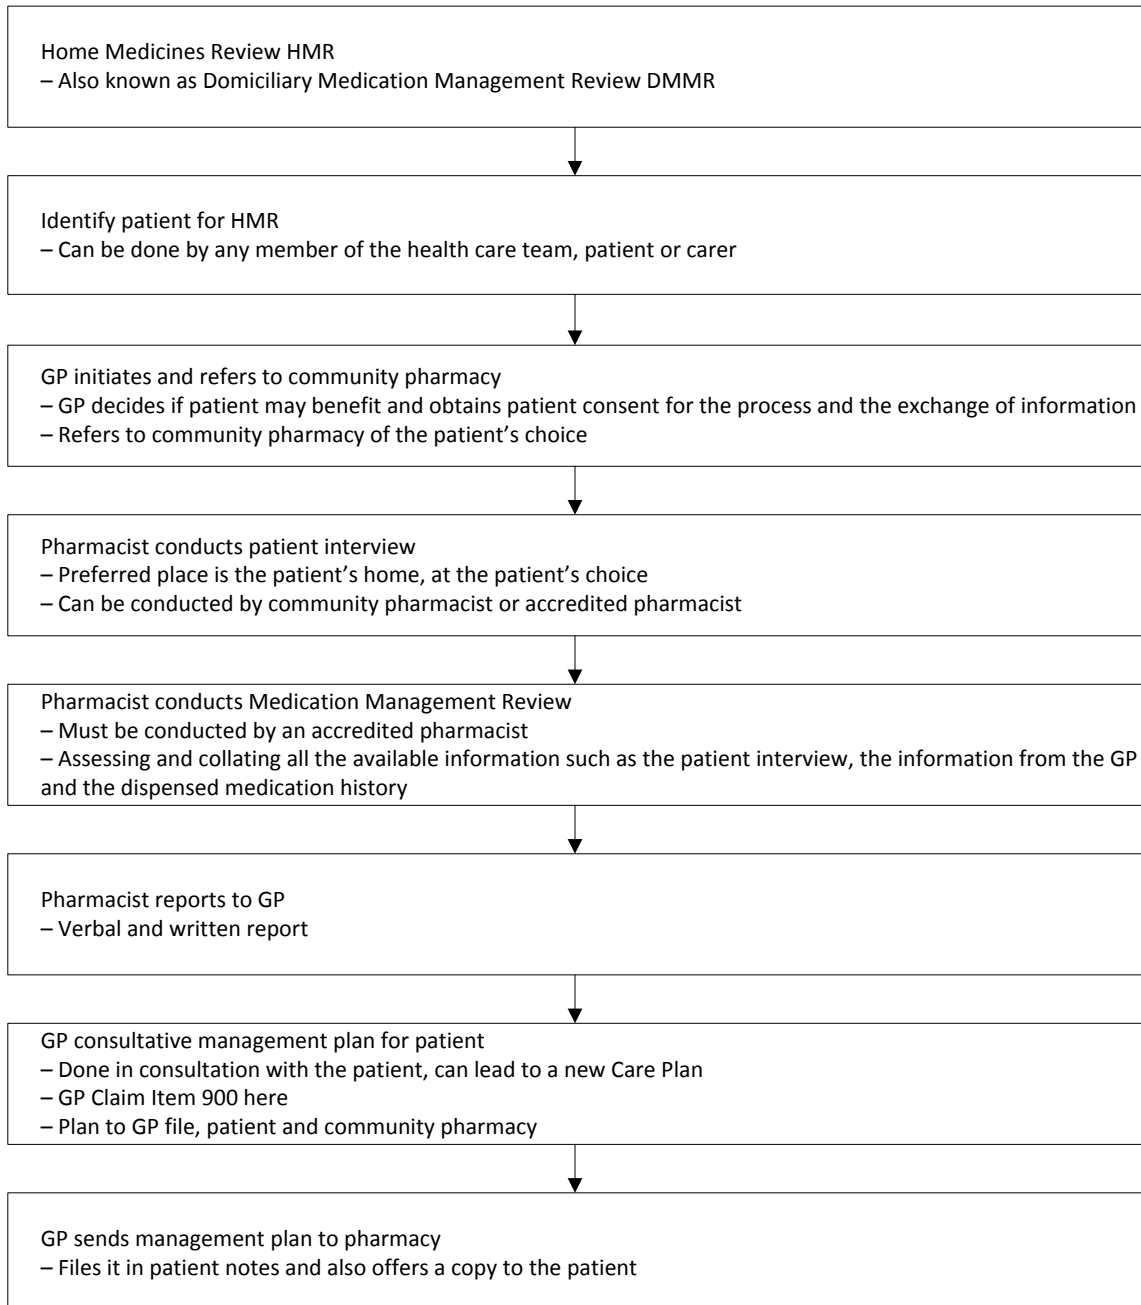 Home Medicines Review HMR
– Also known as Domiciliary Medication Management Review DMMR
Identify patient for HMR
– Can be done by any member of the health care team, patient or carer
GP initiates and refers to community pharmacy
– GP decides if patient may benefit and obtains patient consent for the process and the exchange of information
– Refers to community pharmacy of the patient’s choice
Pharmacist conducts patient interview
– Preferred place is the patient’s home, at the patient’s choice
– Can be conducted by community pharmacist or accredited pharmacist
Pharmacist conducts Medication Management Review
– Must be conducted by an accredited pharmacist
– Assessing and collating all the available information such as the patient interview, the information from the GP
and the dispensed medication history
Pharmacist reports to GP
– Verbal and written report
GP consultative management plan for patient
– Done in consultation with the patient, can lead to a new Care Plan
– GP Claim Item 900 here
– Plan to GP file, patient and community pharmacy
GP sends management plan to pharmacy
– Files it in patient notes and also offers a copy to the patient